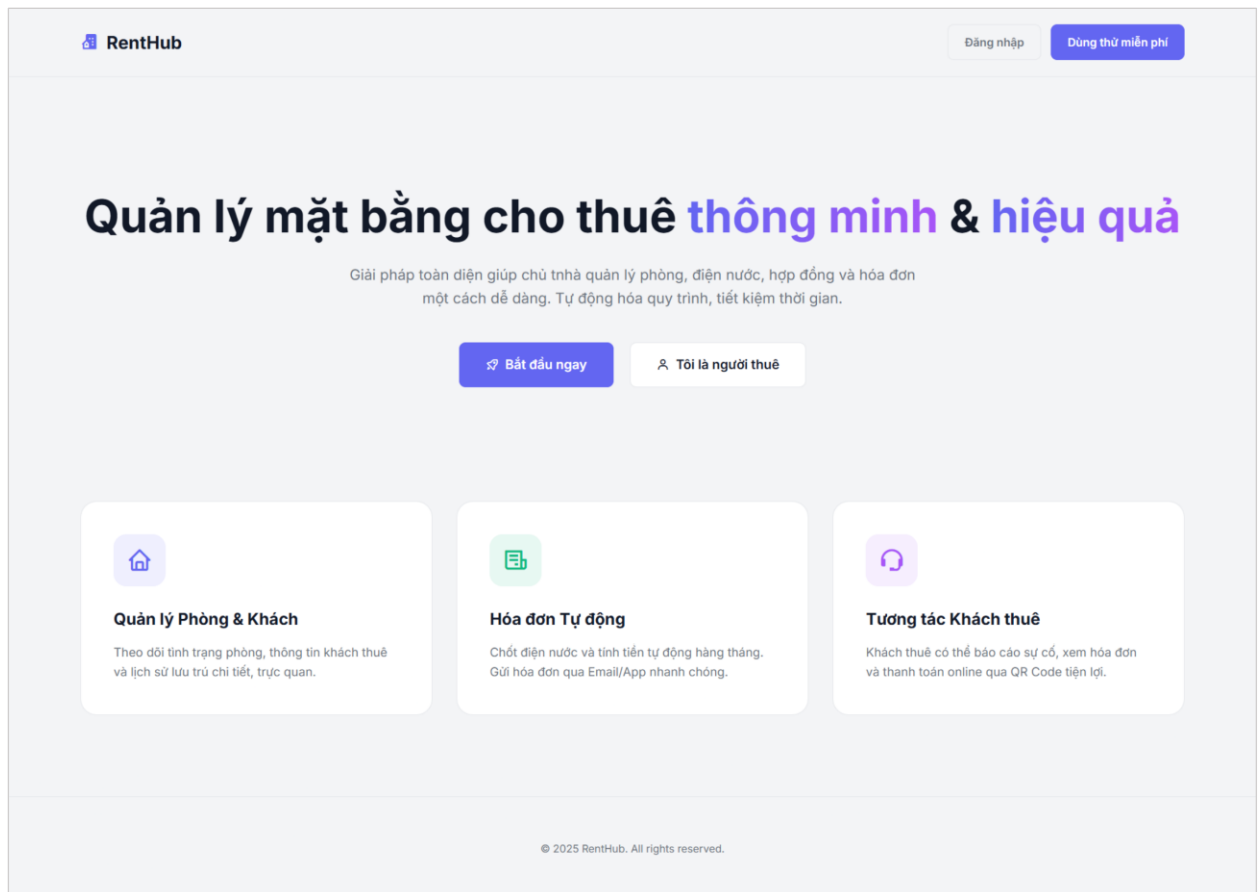 RentHub
Đăng nhập
Dùng thử miễn phí
Quản lý mặt bằng cho thuê thông minh & hiệu quả
Giải pháp toàn diện giúp chủ tnhà quản lý phòng, điện nước, hợp đồng và hóa đơn
một cách dễ dàng. Tự động hóa quy trình, tiết kiệm thời gian.
Bắt đầu ngay
Tôi là người thuê
Quản lý Phòng & Khách
Theo dõi tình trạng phòng, thông tin khách thuê
và lịch sử lưu trú chi tiết, trực quan.
Hóa đơn Tự động
Chốt điện nước và tính tiền tự động hàng tháng.
Gửi hóa đơn qua Email/App nhanh chóng.
Tương tác Khách thuê
Khách thuê có thể báo cáo sự cố, xem hóa đơn
và thanh toán online qua QR Code tiện lợi.
© 2025 RentHub. All rights reserved.